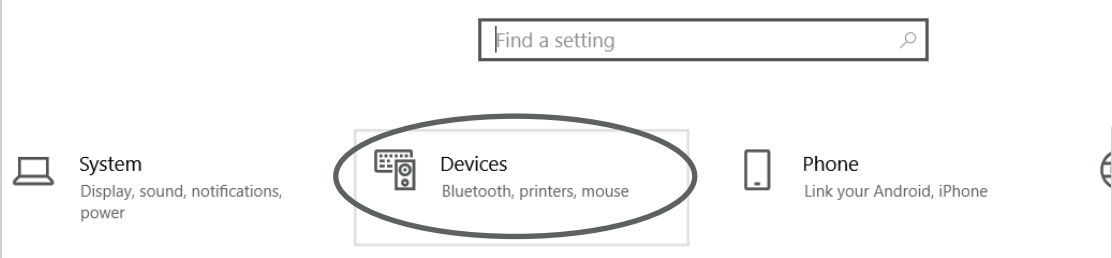 Find a setting
System
Display, sound, notifications,
power
Devices
Bluetooth, printers, mouse
Phone
Link your Android, iPhone